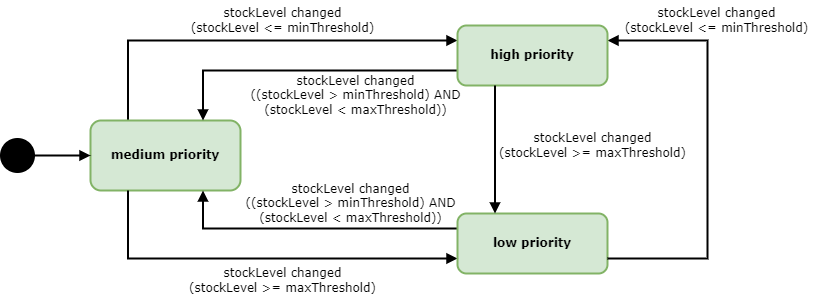 stockLevel changed
(stockLevel <= minThreshold)
stockLevel changed
(stockLevel <= minThreshold)
high priority
stockLevel changed
((stockLevel > minThreshold) AND
(stockLevel < maxThreshold))
medium priority
stockLevel changed
(stockLevel >= maxThreshold)
stockLevel changed
((stockLevel > minThreshold) AND
(stockLevel < maxThreshold))
low priority
stockLevel changed
(stockLevel >= maxThreshold)